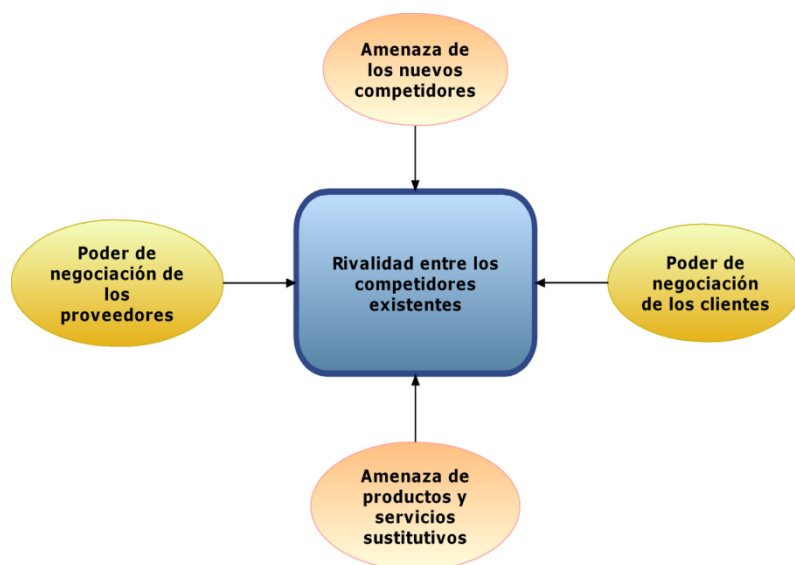 Amenaza de
los nuevos
competidores
Poder de
negociación de
los
proveedores
Rivalidad entre los
competidores
existentes
Poder de
negociación
de los clientes
Amenaza de
productos y
servicios
sustitutivos